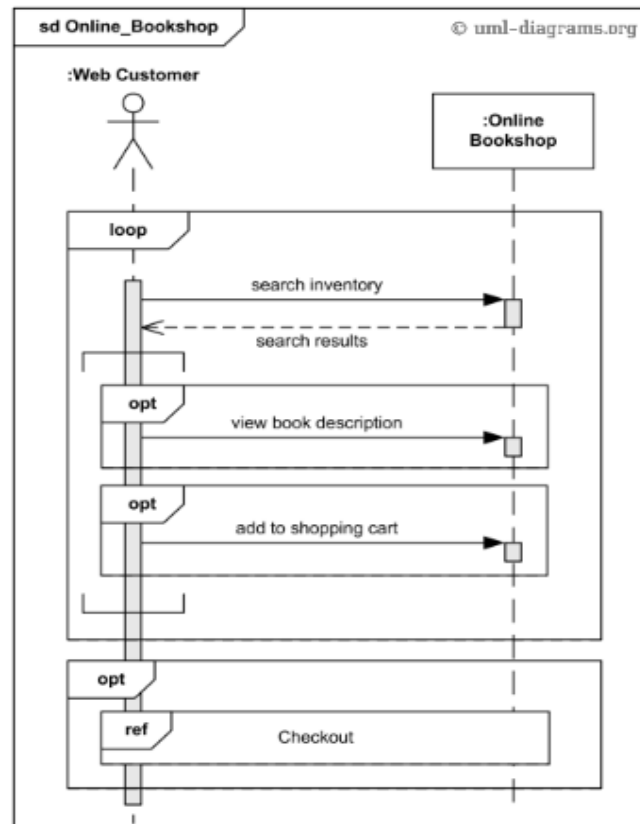 sd Online_Bookshop
© uml-diagrams.org
:Web Customer
:Online
Bookshop
loop
search inventory
search results
opt
view book description
opt
add to shopping cart
opt
ref
Checkout